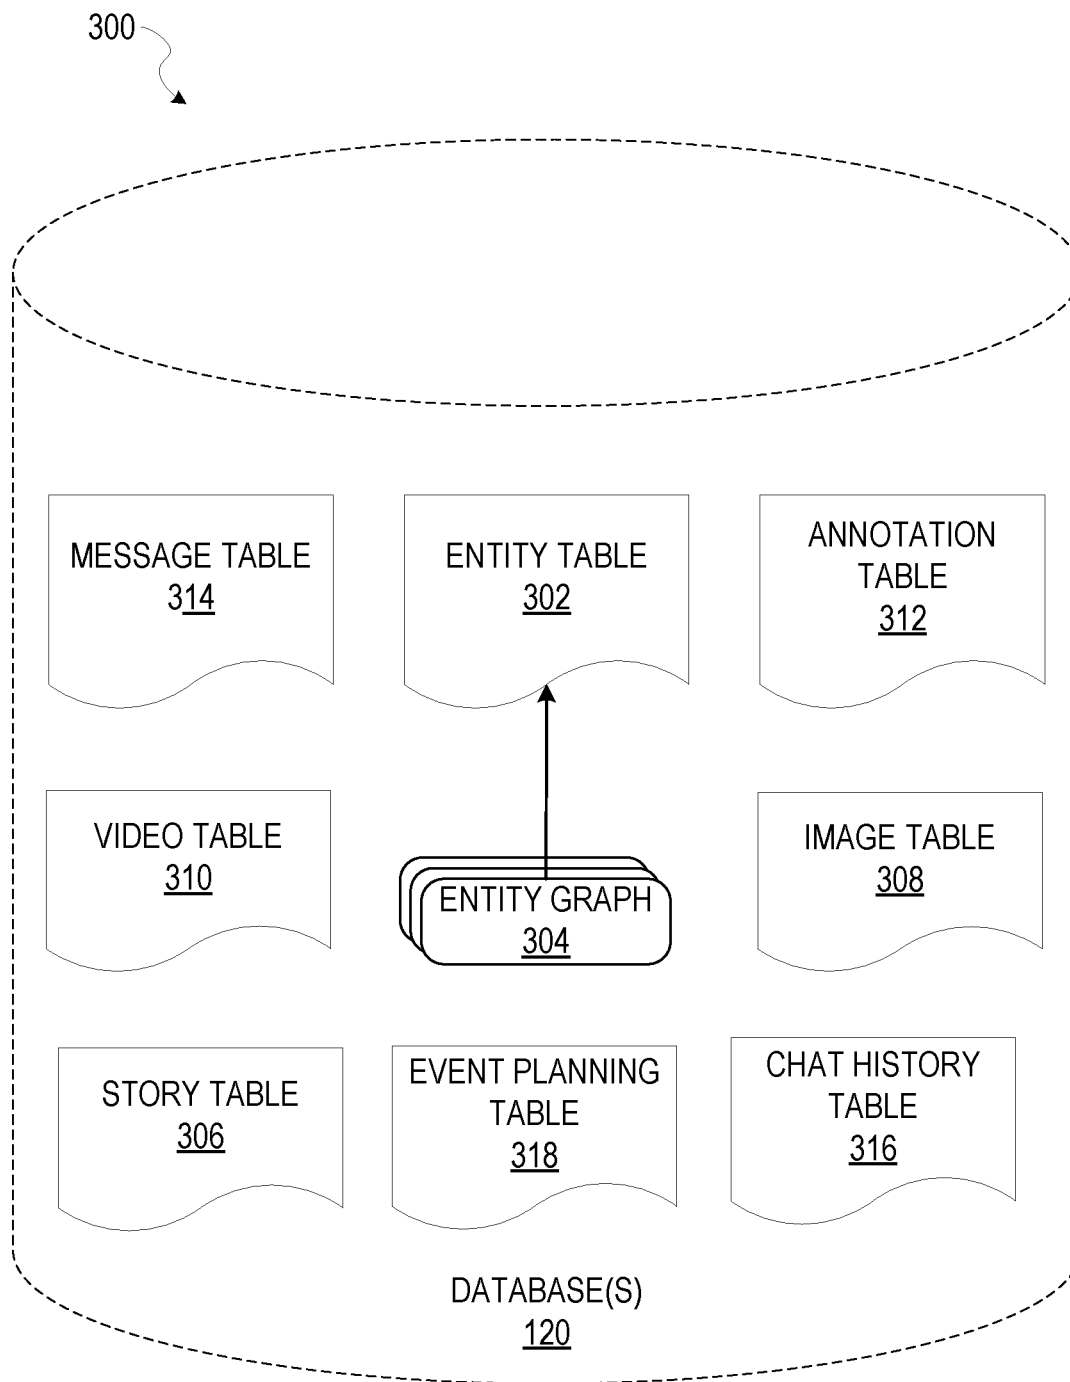 300
MESSAGE TABLE
314
ENTITY TABLE
302
ANNOTATION
TABLE
312
VIDEO TABLE
310
ENTITY GRAPH
304
IMAGE TABLE
308
STORY TABLE
306
EVENT PLANNING
TABLE
318
CHAT HISTORY
TABLE
316
DATABASE(S)
120